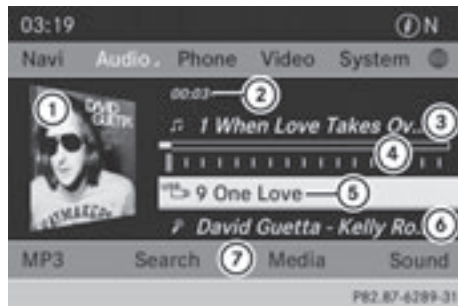 03:19 N
Navi Audio Phone Video System
1 DAVID GUETTA
00:03 2
1 When Love Takes Ov... 3
4
USB 9 One Love 5
David Guetta - Kelly Ro... 6
MP3 Search 7 Media Sound
P82.87-6289-31